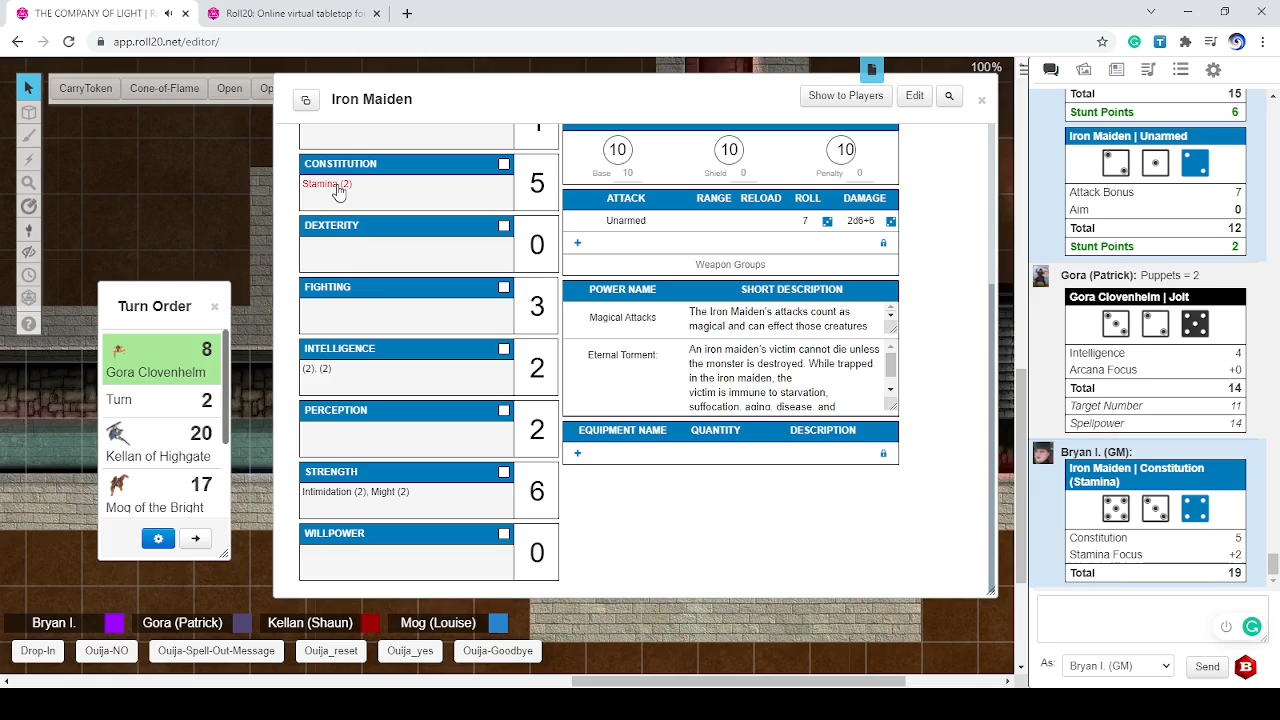 THE COMPANY OF LIGHT | R
Roll20: Online virtual tabletop fo
app.roll20.net/editor/
CarryToken
Cone-of-Flame
Open
Op
100%
Iron Maiden
Show to Players
Edit
CONSTITUTION
Stamina (2)
5
DEXTERITY
0
FIGHTING
3
INTELLIGENCE
(2), (2)
2
PERCEPTION
2
STRENGTH
Intimidation (2), Might (2)
6
WILLPOWER
0
10
10
10
Base 10
Shield 0
Penalty 0
ATTACK RANGE RELOAD ROLL DAMAGE
Unarmed 7 2d6+6
+
Weapon Groups
POWER NAME SHORT DESCRIPTION
Magical Attacks
The Iron Maiden's attacks count as
magical and can effect those creatures
Eternal Torment:
An iron maiden's victim cannot die unless
the monster is destroyed. While trapped
in the iron maiden, the
victim is immune to starvation,
suffocation, aging, disease, and
EQUIPMENT NAME QUANTITY DESCRIPTION
+
Turn Order
8
Gora Clovenhelm
Turn 2
20
Kellan of Highgate
17
Mog of the Bright
Bryan I.
Gora (Patrick)
Kellan (Shaun)
Mog (Louise)
Drop-In
Ouija-NO
Ouija-Spell-Out-Message
Ouija_reset
Ouija_yes
Ouija-Goodbye
Total 15
Stunt Points 6
Iron Maiden | Unarmed
Attack Bonus 7
Aim 0
Total 12
Stunt Points 2
Gora (Patrick): Puppets = 2
Gora Clovenhelm | Jolt
Intelligence 4
Arcana Focus +0
Total 14
Target Number 11
Spellpower 14
Bryan I. (GM):
Iron Maiden | Constitution
(Stamina)
Constitution 5
Stamina Focus +2
Total 19
As: Bryan I. (GM)
Send